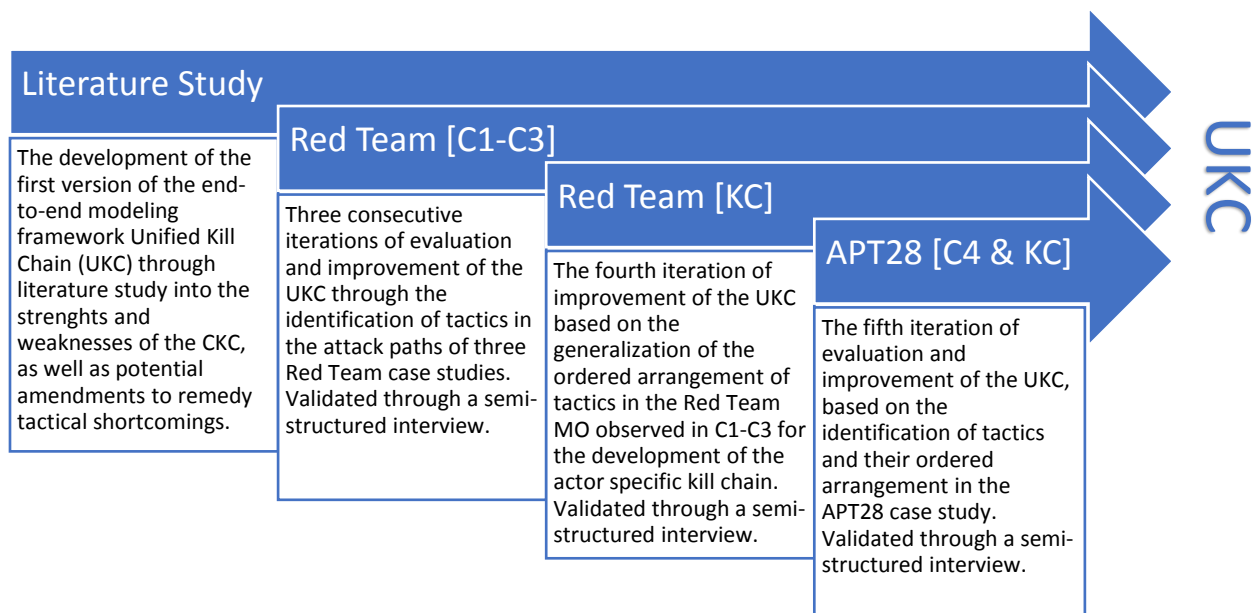 Literature Study
The development of the
first version of the end-
to-end modeling
framework Unified Kill
Chain (UKC) through
literature study into the
strenghts and
weaknesses of the CKC,
as well as potential
amendments to remedy
tactical shortcomings.
Red Team [C1-C3]
Three consecutive
iterations of evaluation
and improvement of the
UKC through the
identification of tactics in
the attack paths of three
Red Team case studies.
Validated through a semi-
structured interview.
Red Team [KC]
The fourth iteration of
improvement of the UKC
based on the
generalization of the
ordered arrangement of
tactics in the Red Team
MO observed in C1-C3 for
the development of the
actor specific kill chain.
Validated through a semi-
structured interview.
APT28 [C4 & KC]
The fifth iteration of
evaluation and
improvement of the UKC,
based on the
identification of tactics
and their ordered
arrangement in the
APT28 case study.
Validated through a semi-
structured interview.
UKC